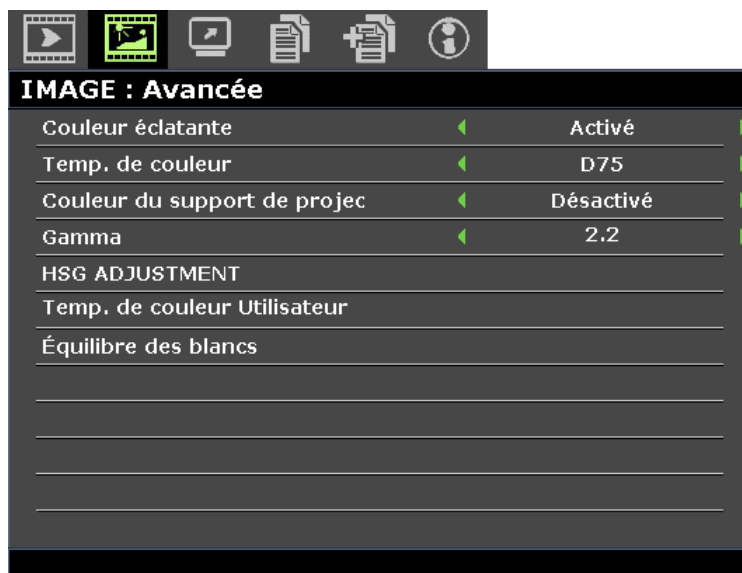 IMAGE : Avancée
Couleur éclatante Activé
Temp. de couleur D75
Couleur du support de projec Désactivé
Gamma 2.2
HSG ADJUSTMENT
Temp. de couleur Utilisateur
Équilibre des blancs